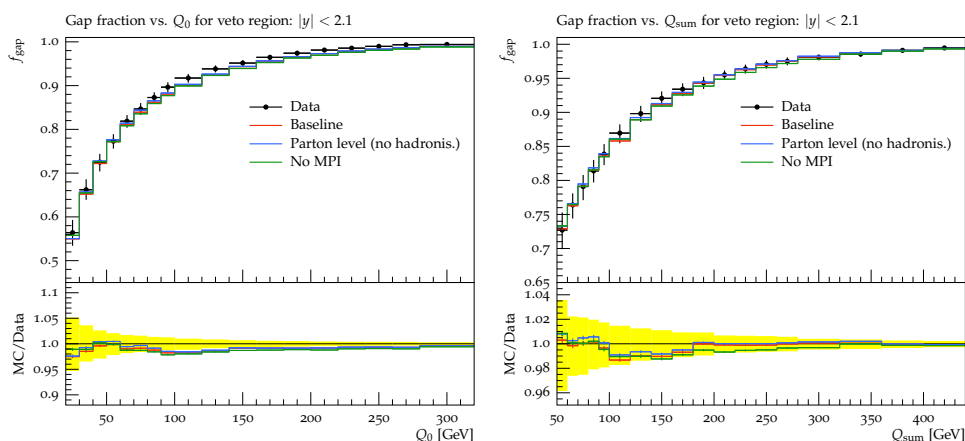 Gap fraction vs. Q0 for veto region: |y| < 2.1
fgap
1.0
0.9
0.8
0.7
0.6
0.5
Data
Baseline
Parton level (no hadronis.)
No MPI
MC/Data
1.1
1.05
1.0
0.95
0.9
50 100 150 200 250 300
Q0 [GeV]
Gap fraction vs. Qsum for veto region: |y| < 2.1
fgap
1.0
0.95
0.9
0.85
0.8
0.75
0.7
0.65
Data
Baseline
Parton level (no hadronis.)
No MPI
MC/Data
1.04
1.02
1.0
0.98
0.96
50 100 150 200 250 300 350 400
Qsum [GeV]